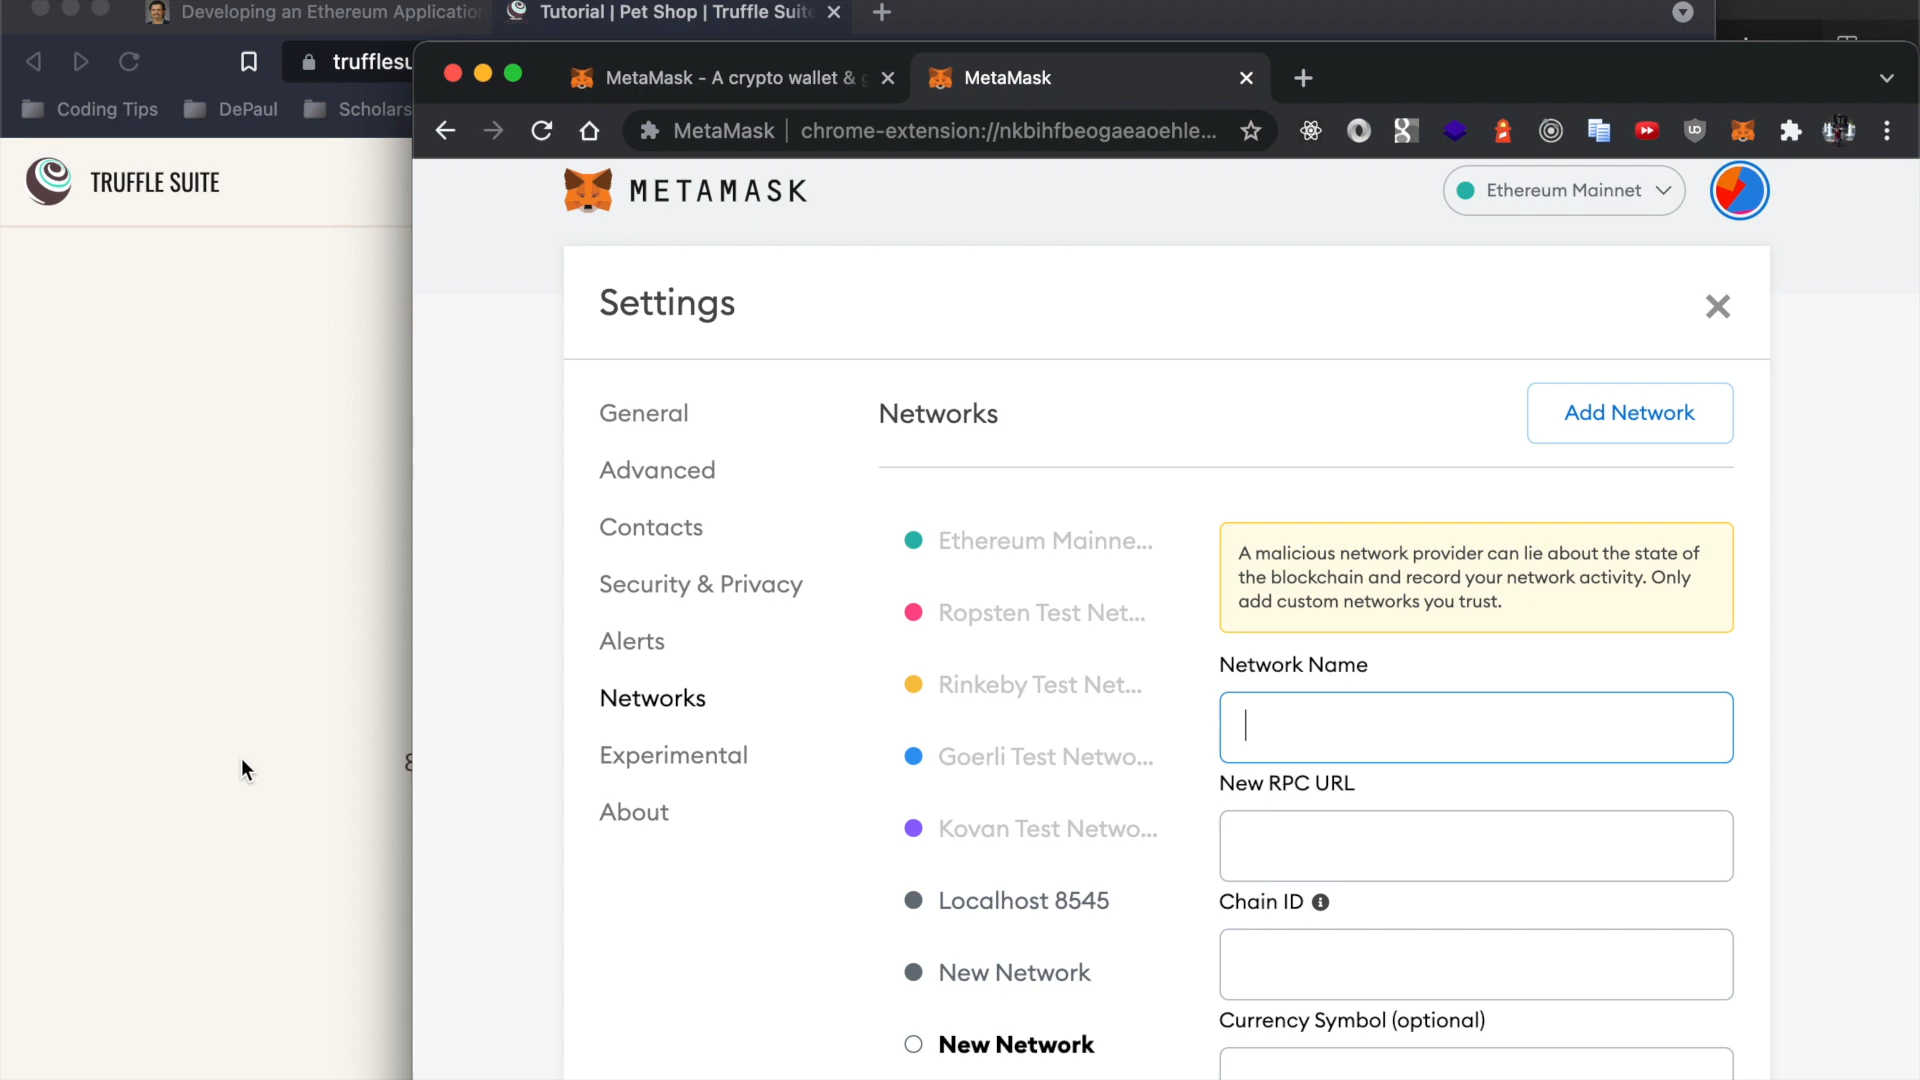 Developing an Ethereum Applicatio
Tutorial | Pet Shop | Truffle Suit
trufflesu
Coding Tips
DePaul
Scholars
TRUFFLE SUITE
MetaMask - A crypto wallet &
MetaMask
MetaMask
chrome-extension://nkbihfbeogaeaoehle...
METAMASK
Ethereum Mainnet
Settings
General
Advanced
Contacts
Security & Privacy
Alerts
Networks
Experimental
About
Networks
Add Network
Ethereum Mainne...
Ropsten Test Net...
Rinkeby Test Net...
Goerli Test Netwo...
Kovan Test Netwo...
Localhost 8545
New Network
New Network
A malicious network provider can lie about the state of
the blockchain and record your network activity. Only
add custom networks you trust.
Network Name
New RPC URL
Chain ID
Currency Symbol (optional)